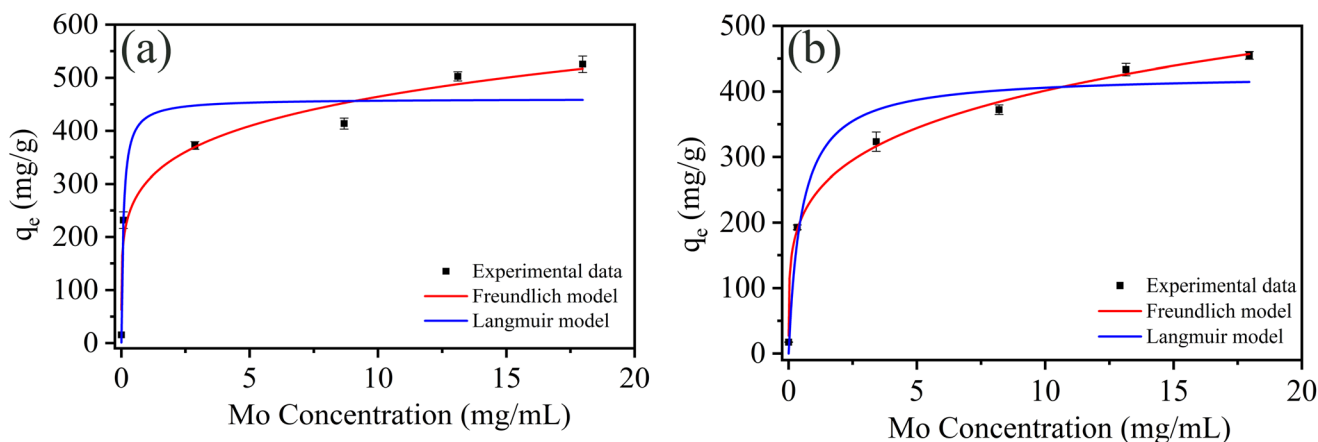 (a)
600
500
400
300
200
100
0
qe (mg/g)
Experimental data
Freundlich model
Langmuir model
0 5 10 15 20
Mo Concentration (mg/mL)
(b)
500
400
300
200
100
0
qe (mg/g)
Experimental data
Freundlich model
Langmuir model
0 5 10 15 20
Mo Concentration (mg/mL)